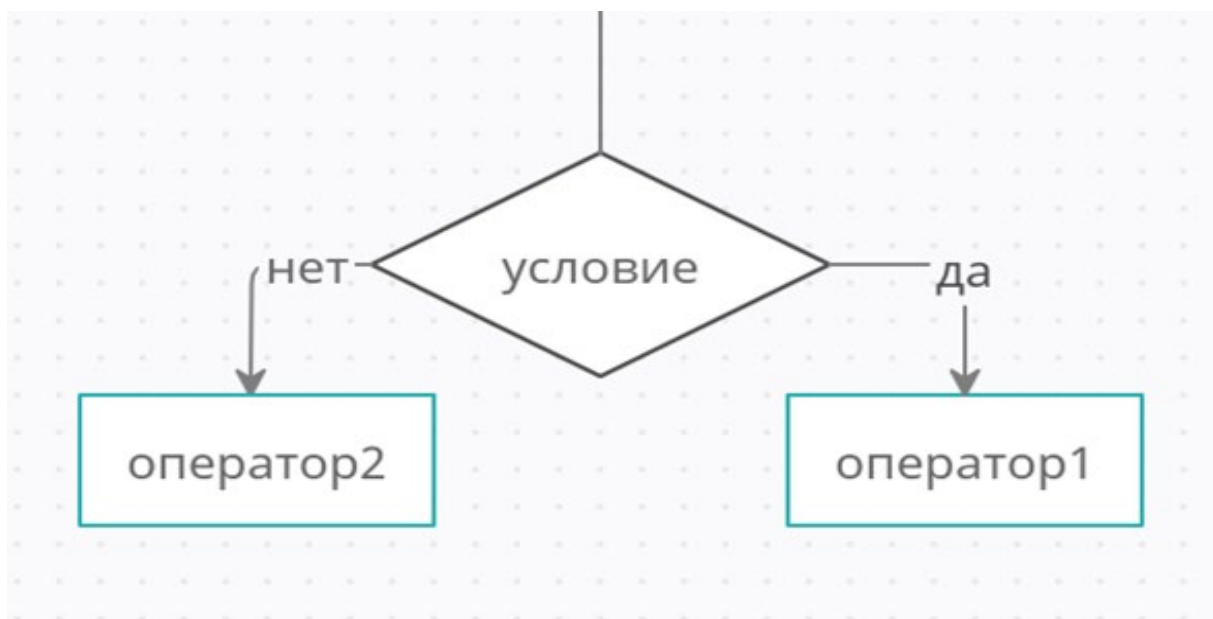 нет
условие
да
оператор2
оператор1